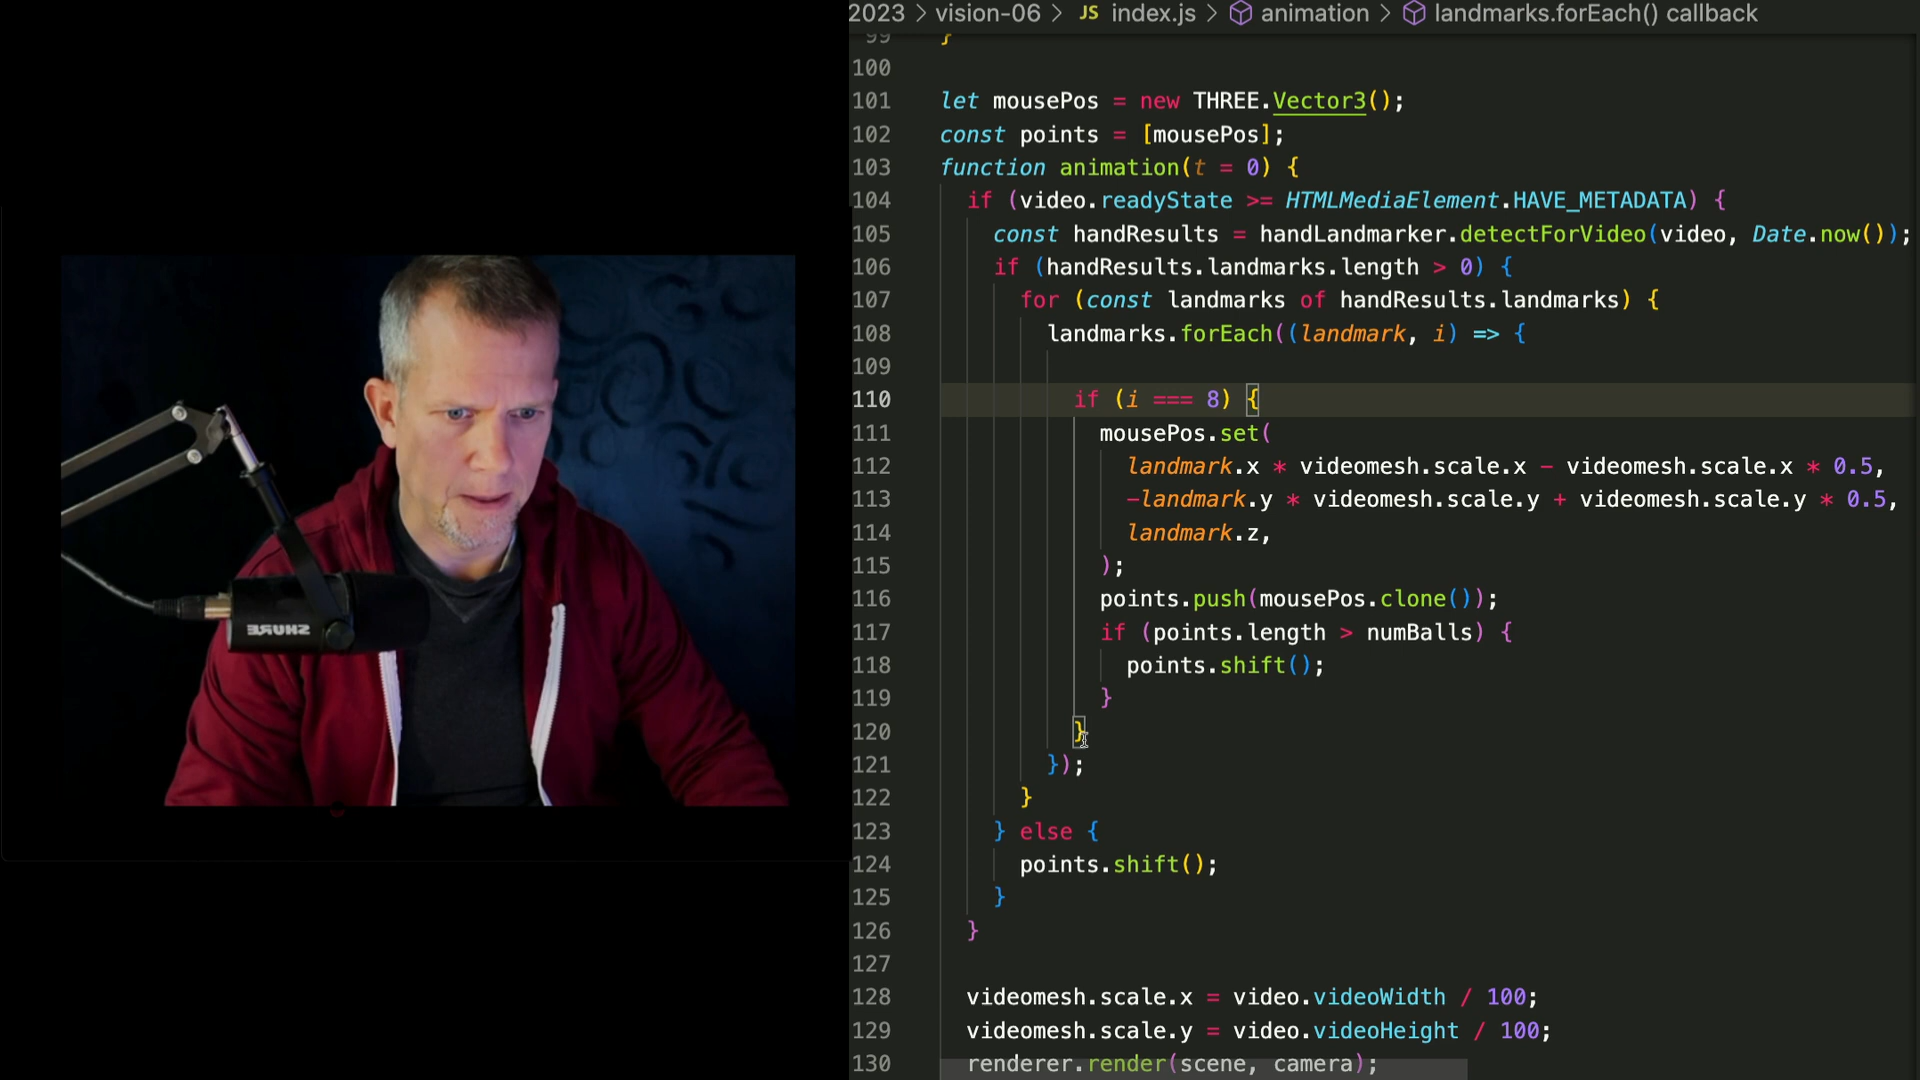 2023 > vision-06 > JS index.js > animation > landmarks.forEach() callback
99 }
100
101 let mousePos = new THREE.Vector3();
102 const points = [mousePos];
103 function animation(t = 0) {
104 if (video.readyState >= HTMLMediaElement.HAVE_METADATA) {
105 const handResults = handLandmarker.detectForVideo(video, Date.now());
106 if (handResults.landmarks.length > 0) {
107 for (const landmarks of handResults.landmarks) {
108 landmarks.forEach((landmark, i) => {
109
110 if (i === 8) {
111 mousePos.set(
112 landmark.x * videomesh.scale.x - videomesh.scale.x * 0.5,
113 -landmark.y * videomesh.scale.y + videomesh.scale.y * 0.5,
114 landmark.z,
115 );
116 points.push(mousePos.clone());
117 if (points.length > numBalls) {
118 points.shift();
119 }
120 }
121 });
122 }
123 } else {
124 points.shift();
125 }
126 }
127
128 videomesh.scale.x = video.videoWidth / 100;
129 videomesh.scale.y = video.videoHeight / 100;
130 renderer.render(scene, camera);
SHURE